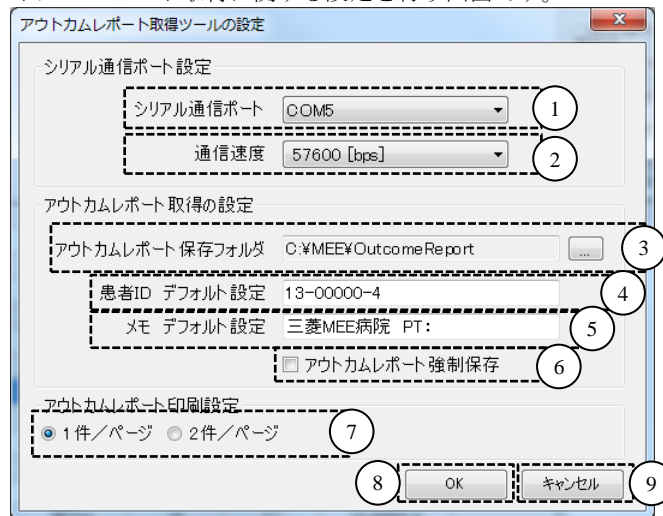 アウトカムレポート取得ツールの設定
シリアル通信ポート設定
シリアル通信ポート COM5 ①
通信速度 57600 [bps] ②
アウトカムレポート取得の設定
アウトカムレポート保存フォルダ C:¥MEE¥OutcomeReport ... ③
患者ID デフォルト設定 13-00000-4 ④
メモ デフォルト設定 三菱MEE病院 PT: ⑤
アウトカムレポート強制保存 ⑥
アウトカムレポート印刷設定
1件/ページ 2件/ページ ⑦
⑧ OK キャンセル ⑨